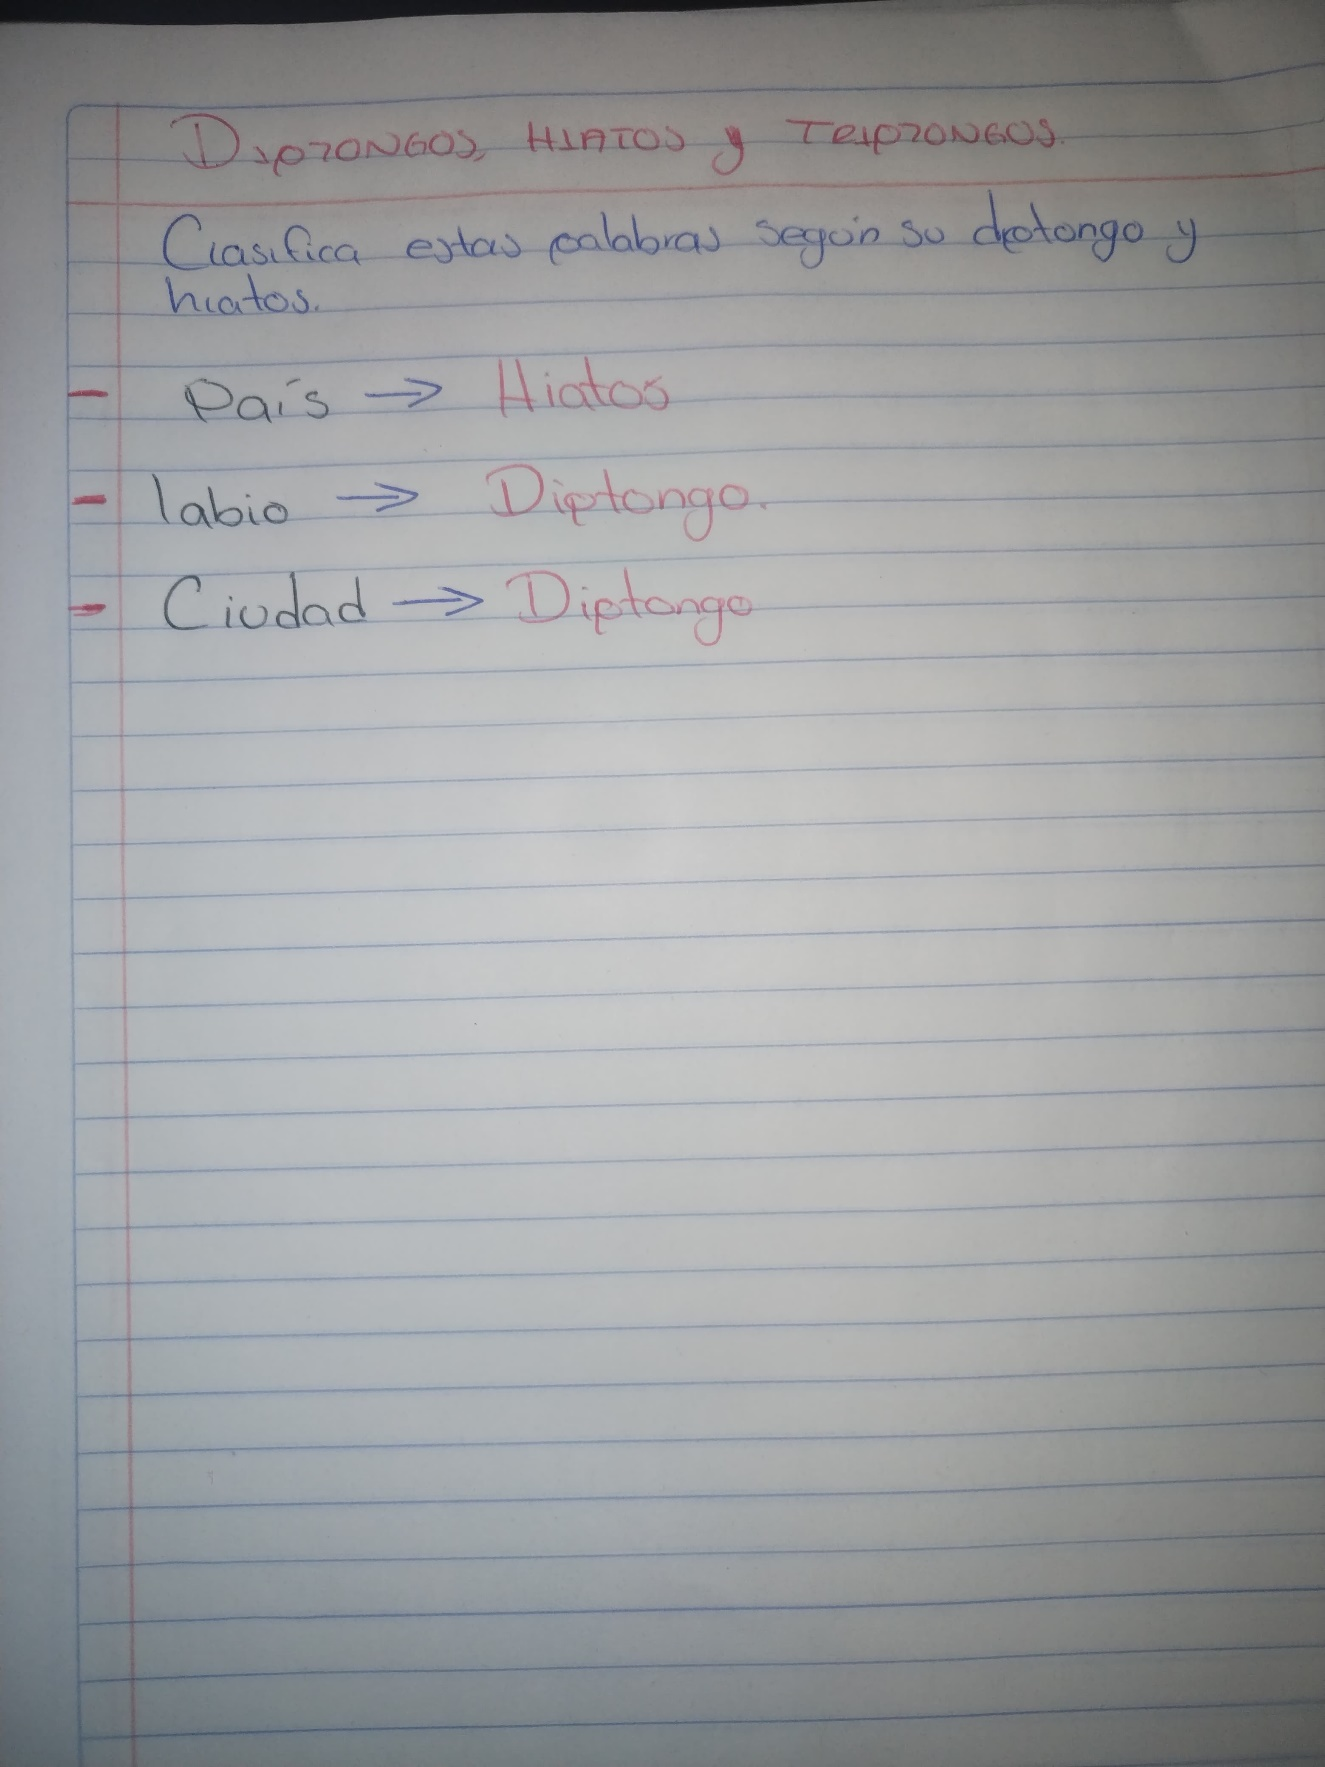 DIPTONGOS, HIATOS y TRIPTONGOS.
Clasifica estas palabras según su diptongo y
hiatos.
- País → Hiatos
- labio → Diptongo.
- Ciudad → Diptongo